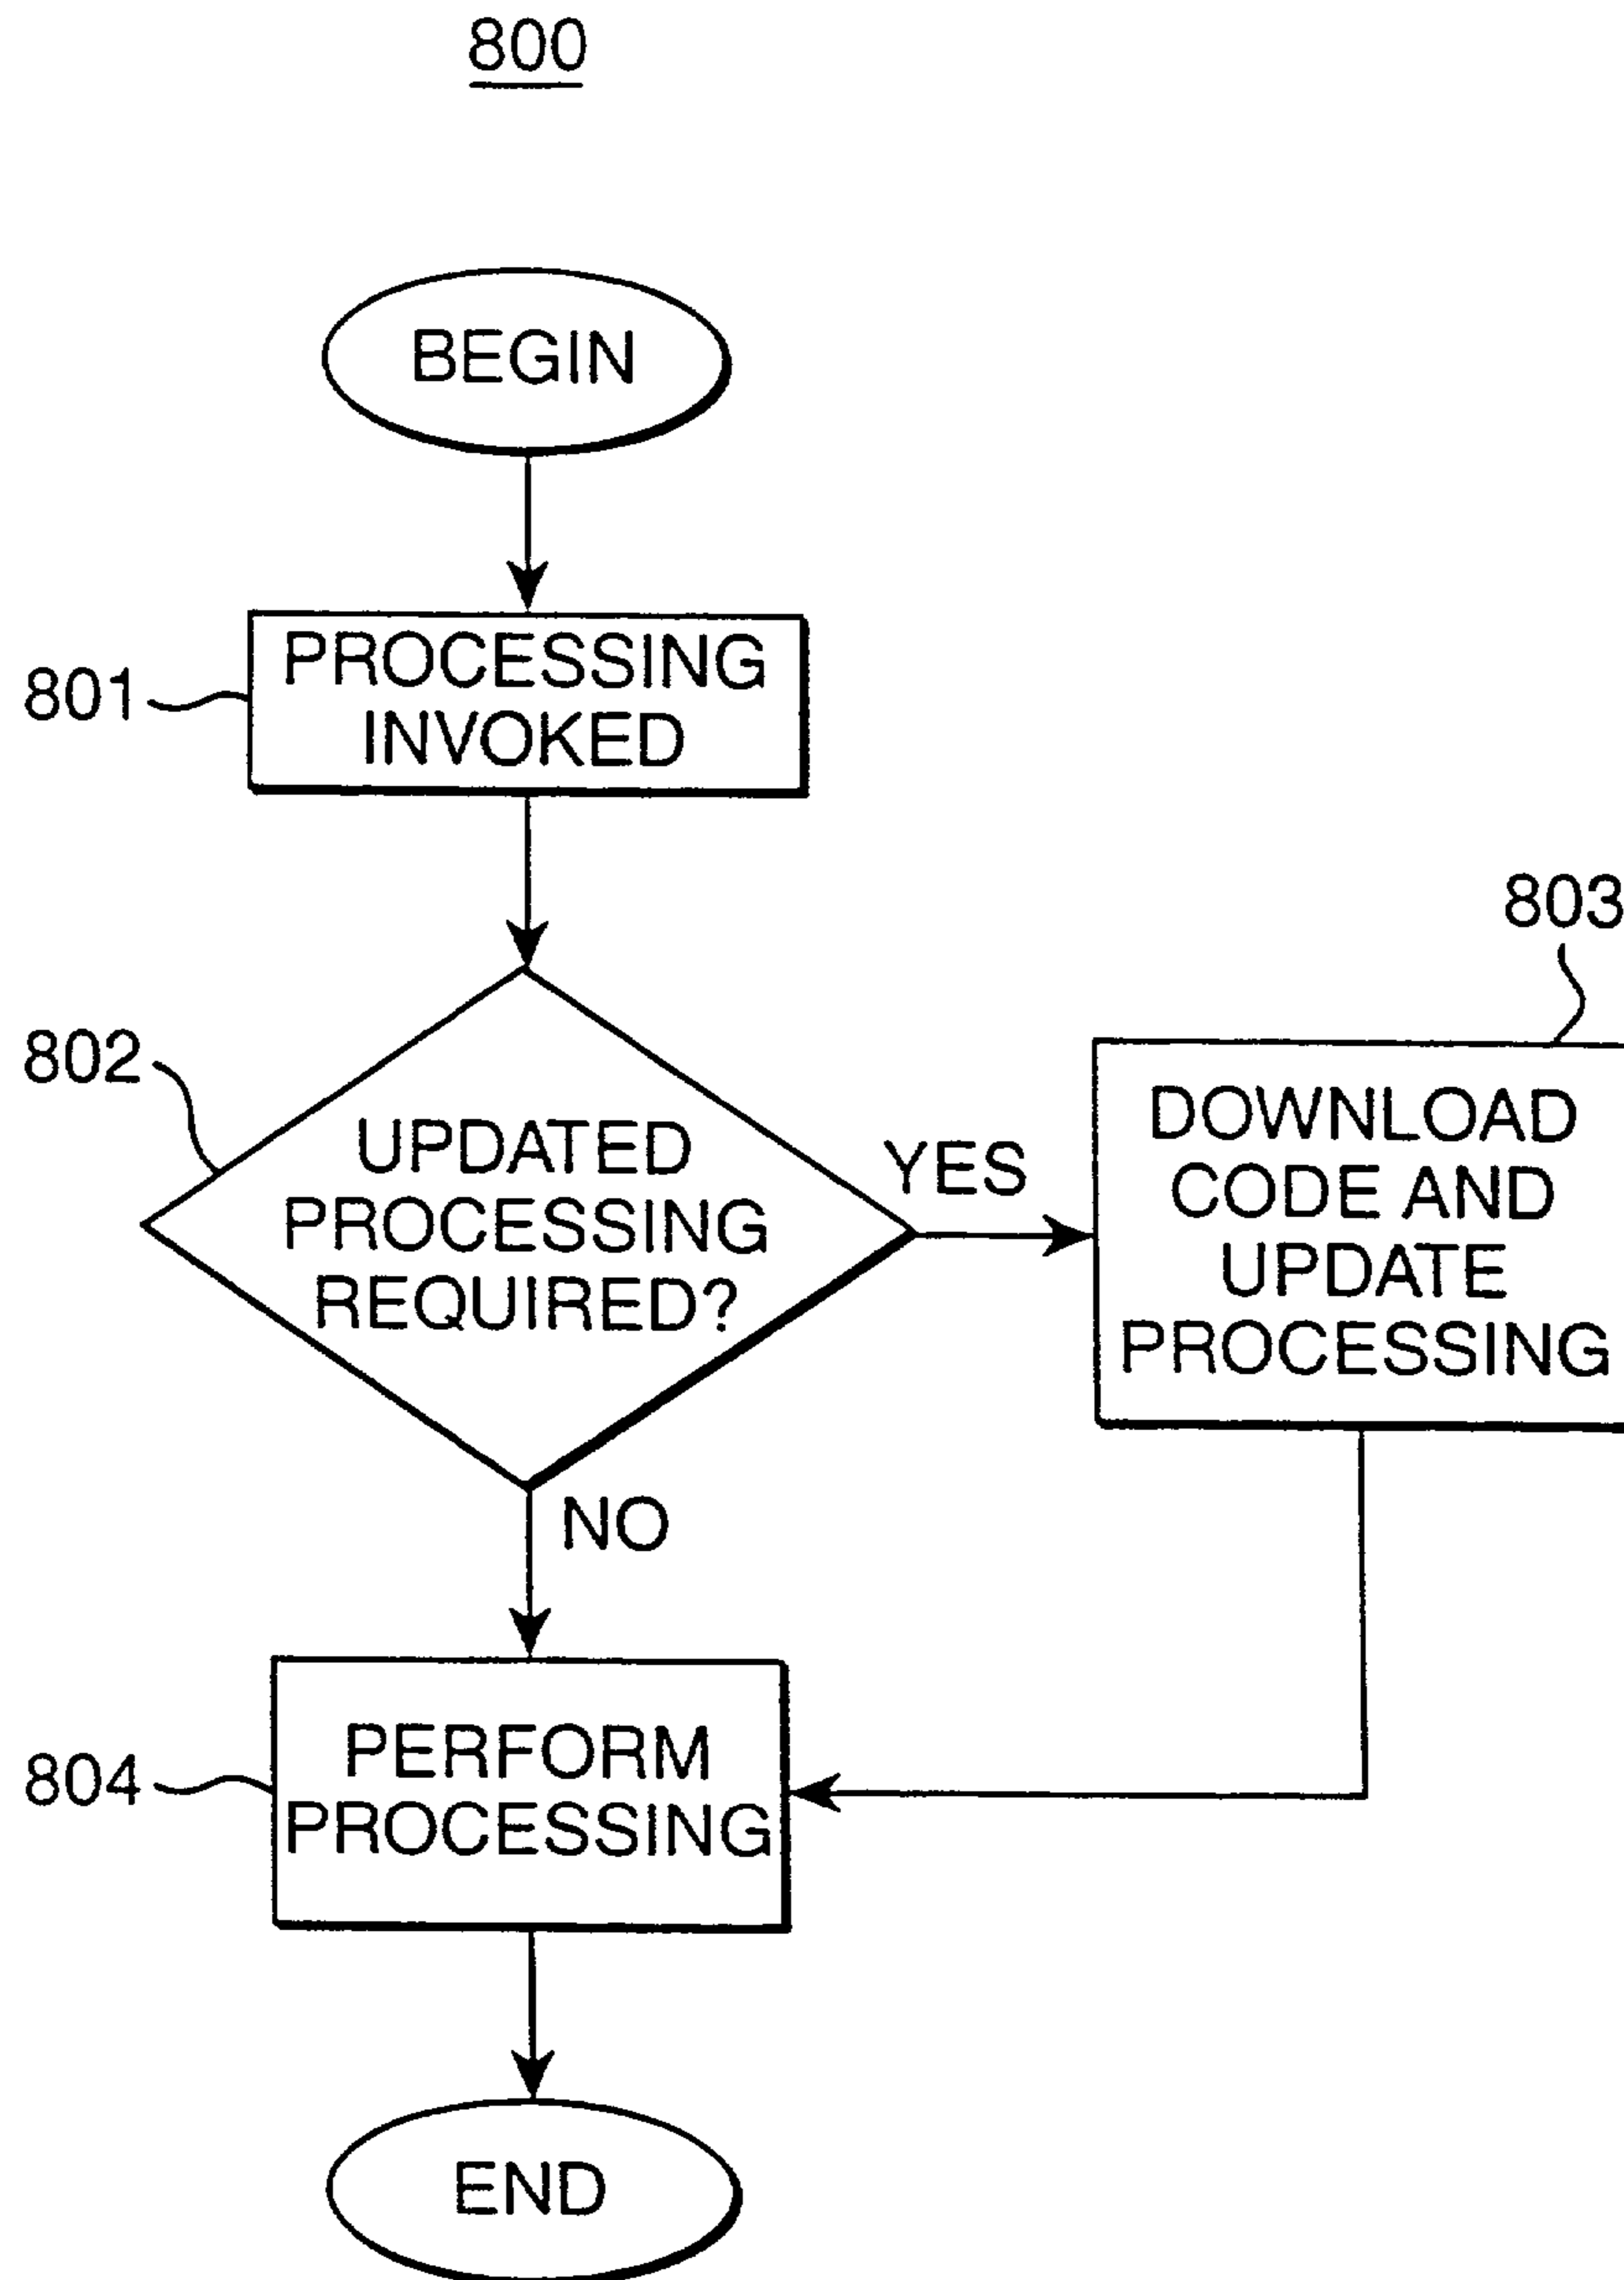 800
BEGIN
801
PROCESSING
INVOKED
802
UPDATED
PROCESSING
REQUIRED?
YES
803
DOWNLOAD
CODE AND
UPDATE
PROCESSING
NO
804
PERFORM
PROCESSING
END